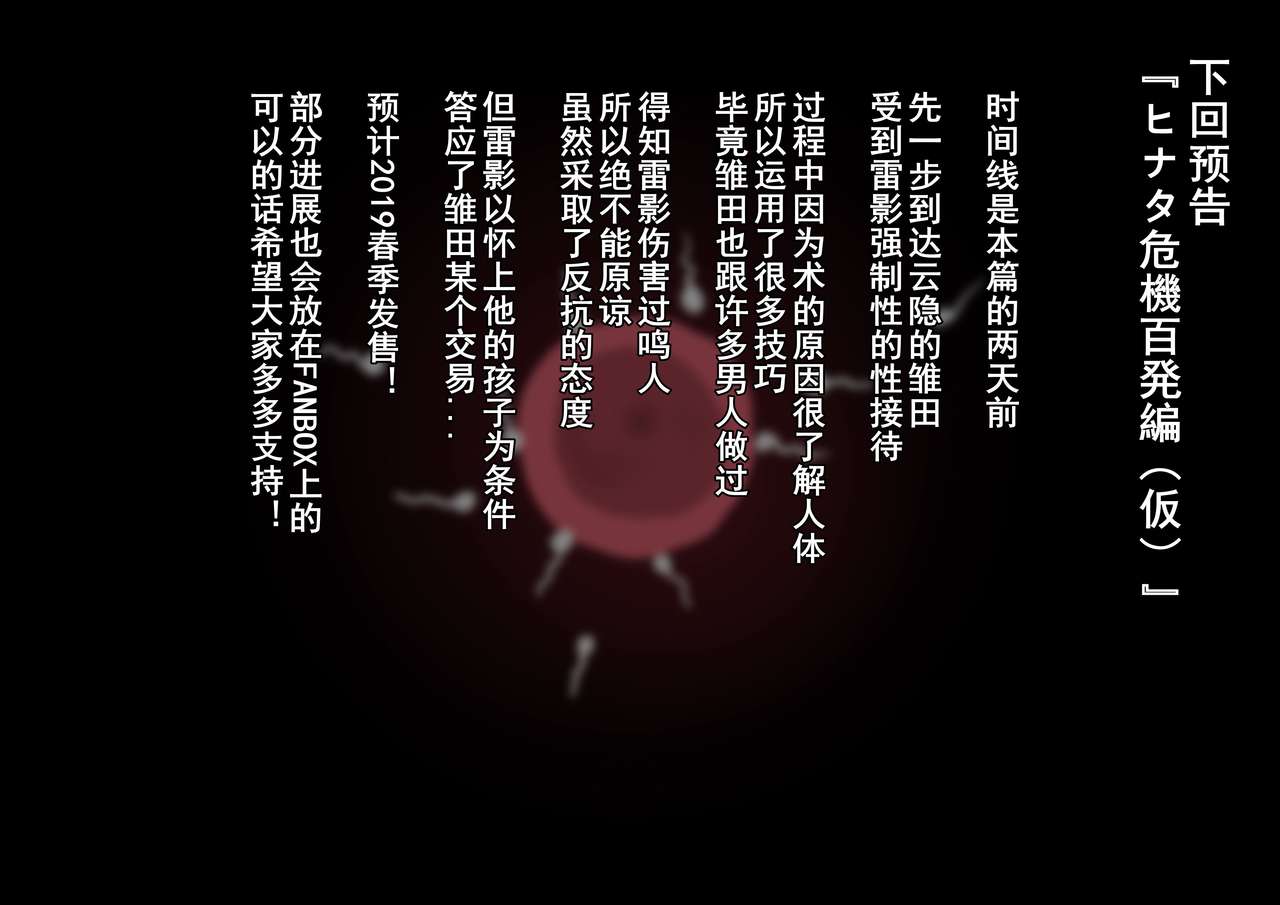 下回预告
『ヒナタ危機百発編（仮）』
时间线是本篇的两天前
先一步到达云隐的雏田
受到雷影强制性的性接待
过程中因为术的原因很了解人体
所以运用了很多技巧
毕竟雏田也跟许多男人做过
得知雷影伤害过鸣人
所以绝不能原谅
虽然采取了反抗的态度
但雷影以怀上他的孩子为条件
答应了雏田某个交易...
预计2019春季发售！
部分进展也会放在FANBOX上的
可以的话希望大家多多支持！